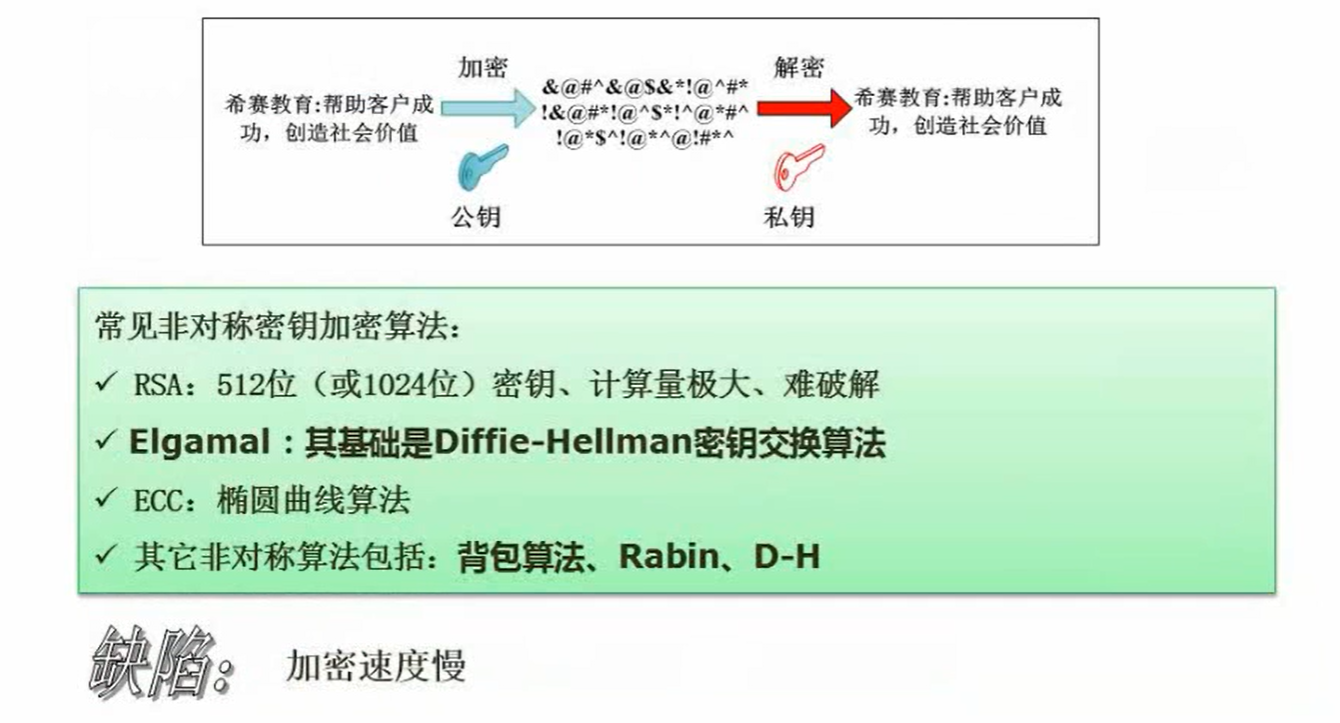 加密
解密
希赛教育:帮助客户成
功，创造社会价值
&@#^&@$&*!@^#*
!&@#*!@^$*!^@*#^
!@*$^!@*^@!#*^
希赛教育:帮助客户成
功，创造社会价值
公钥
私钥
常见非对称密钥加密算法：
✓ RSA：512位（或1024位）密钥、计算量极大、难破解
✓ Elgamal：其基础是Diffie-Hellman密钥交换算法
✓ ECC：椭圆曲线算法
✓ 其它非对称算法包括：背包算法、Rabin、D-H
缺陷： 加密速度慢